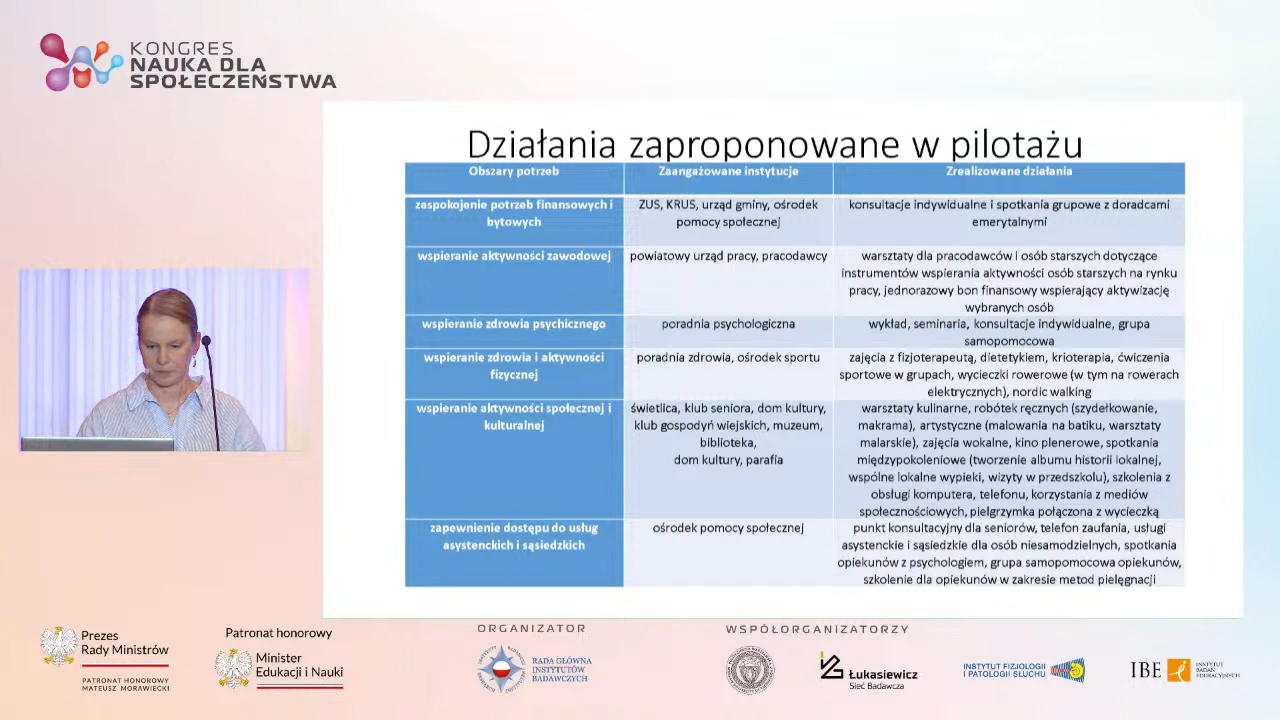 KONGRES
NAUKA DLA
SPOŁECZEŃSTWA
Działania zaproponowane w pilotażu
Obszary potrzeb
Zaangażowane instytucje
Zrealizowane działania
zaspokojenie potrzeb finansowych i
bytowych
ZUS, KRUS, urząd gminy, ośrodek
pomocy społecznej
konsultacje indywidualne i spotkania grupowe z doradcami
emerytalnymi
wspieranie aktywności zawodowej
powiatowy urząd pracy, pracodawcy
warsztaty dla pracodawców i osób starszych dotyczące
instrumentów wspierania aktywności osób starszych na rynku
pracy, jednorazowy bon finansowy wspierający aktywizację
wybranych osób
wspieranie zdrowia psychicznego
poradnia psychologiczna
wykład, seminaria, konsultacje indywidualne, grupa
samopomocowa
wspieranie zdrowia i aktywności
fizycznej
poradnia zdrowia, ośrodek sportu
zajęcia z fizjoterapeutą, dietetykiem, krioterapia, ćwiczenia
sportowe w grupach, wycieczki rowerowe (w tym na rowerach
elektrycznych), nordic walking
wspieranie aktywności społecznej i
kulturalnej
świetlica, klub seniora, dom kultury,
klub gospodyń wiejskich, muzeum,
biblioteka,
dom kultury, parafia
warsztaty kulinarne, robótek ręcznych (szydełkowanie,
makrama), artystyczne (malowania na batiku, warsztaty
malarskie), zajęcia wokalne, kino plenerowe, spotkania
międzypokoleniowe (tworzenie albumu historii lokalnej,
wspólne lokalne wypieki, wizyty w przedszkolu), szkolenia z
obsługi komputera, telefonu, korzystania z mediów
społecznościowych, pielgrzymka połączona z wycieczką
zapewnienie dostępu do usług
asystenckich i sąsiedzkich
ośrodek pomocy społecznej
punkt konsultacyjny dla seniorów, telefon zaufania, usługi
asystenckie i sąsiedzkie dla osób niesamodzielnych, spotkania
opiekunów z psychologiem, grupa samopomocowa opiekunów,
szkolenie dla opiekunów w zakresie metod pielęgnacji
Prezes
Rady Ministrów
PATRONAT HONOROWY
MATEUSZ MORAWIECKI
Patronat honorowy
Minister
Edukacji i Nauki
ORGANIZATOR
RADA GŁÓWNA
INSTYTUTÓW
BADAWCZYCH
WSPÓŁORGANIZATORZY
Łukasiewicz
Sieć Badawcza
INSTYTUT FIZJOLOGII
I PATOLOGII SŁUCHU
IBE
INSTYTUT
BADAŃ
EDUKACYJNYCH